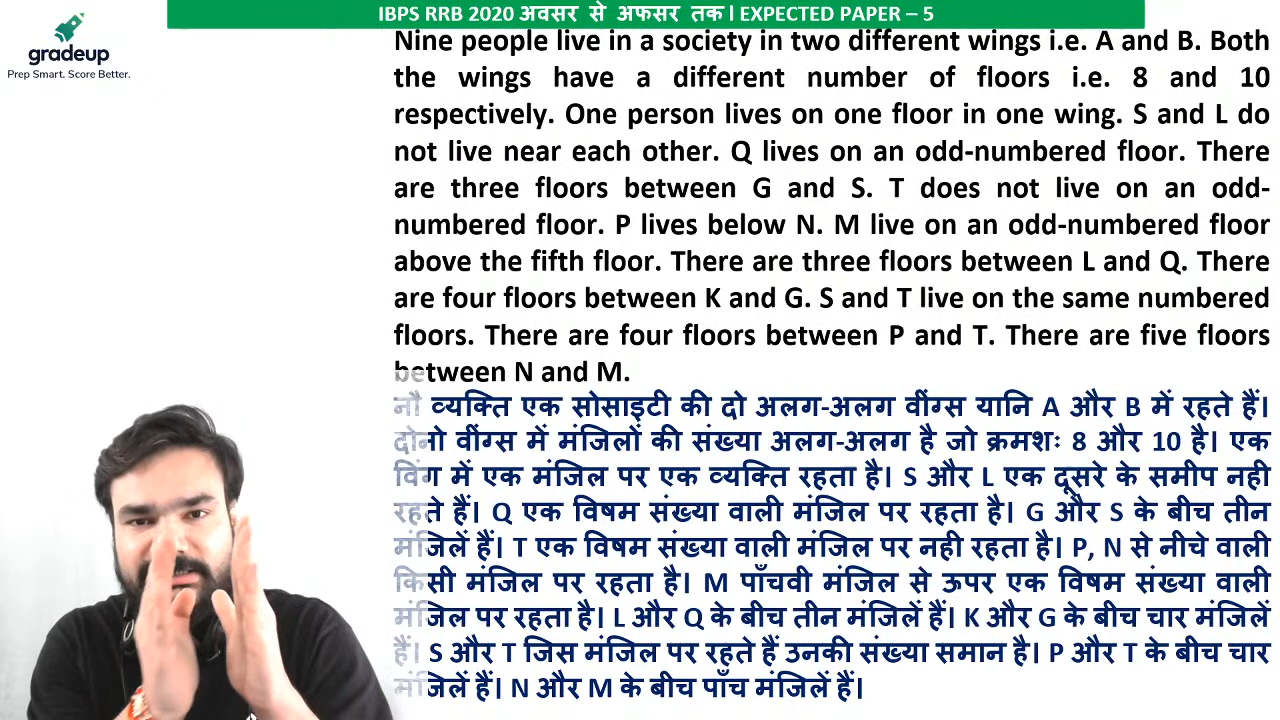 IBPS RRB 2020 अवसर से अफसर तक। EXPECTED PAPER – 5
gradeup
Prep Smart. Score Better.
Nine people live in a society in two different wings i.e. A and B. Both
the wings have a different number of floors i.e. 8 and 10
respectively. One person lives on one floor in one wing. S and L do
not live near each other. Q lives on an odd-numbered floor. There
are three floors between G and S. T does not live on an odd-
numbered floor. P lives below N. M live on an odd-numbered floor
above the fifth floor. There are three floors between L and Q. There
are four floors between K and G. S and T live on the same numbered
floors. There are four floors between P and T. There are five floors
between N and M.
नौ व्यक्ति एक सोसाइटी की दो अलग-अलग वींग्स यानि A और B में रहते हैं।
दोनो वींग्स में मंजिलों की संख्या अलग-अलग है जो क्रमशः 8 और 10 है। एक
विंग में एक मंजिल पर एक व्यक्ति रहता है। S और L एक दूसरे के समीप नही
रहते हैं। Q एक विषम संख्या वाली मंजिल पर रहता है। G और S के बीच तीन
मंजिलें हैं। T एक विषम संख्या वाली मंजिल पर नही रहता है। P, N से नीचे वाली
किसी मंजिल पर रहता है। M पाँचवी मंजिल से ऊपर एक विषम संख्या वाली
मंजिल पर रहता है। L और Q के बीच तीन मंजिलें हैं। K और G के बीच चार मंजिलें
हैं। S और T जिस मंजिल पर रहते हैं उनकी संख्या समान है। P और T के बीच चार
मंजिलें हैं। N और M के बीच पाँच मंजिलें हैं।